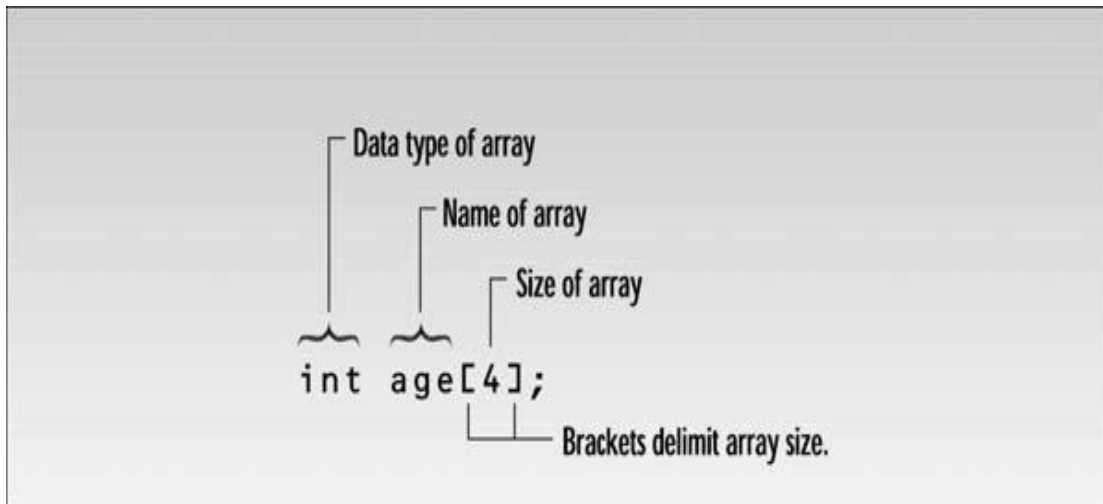 Data type of array
Name of array
Size of array
int age[4];
Brackets delimit array size.